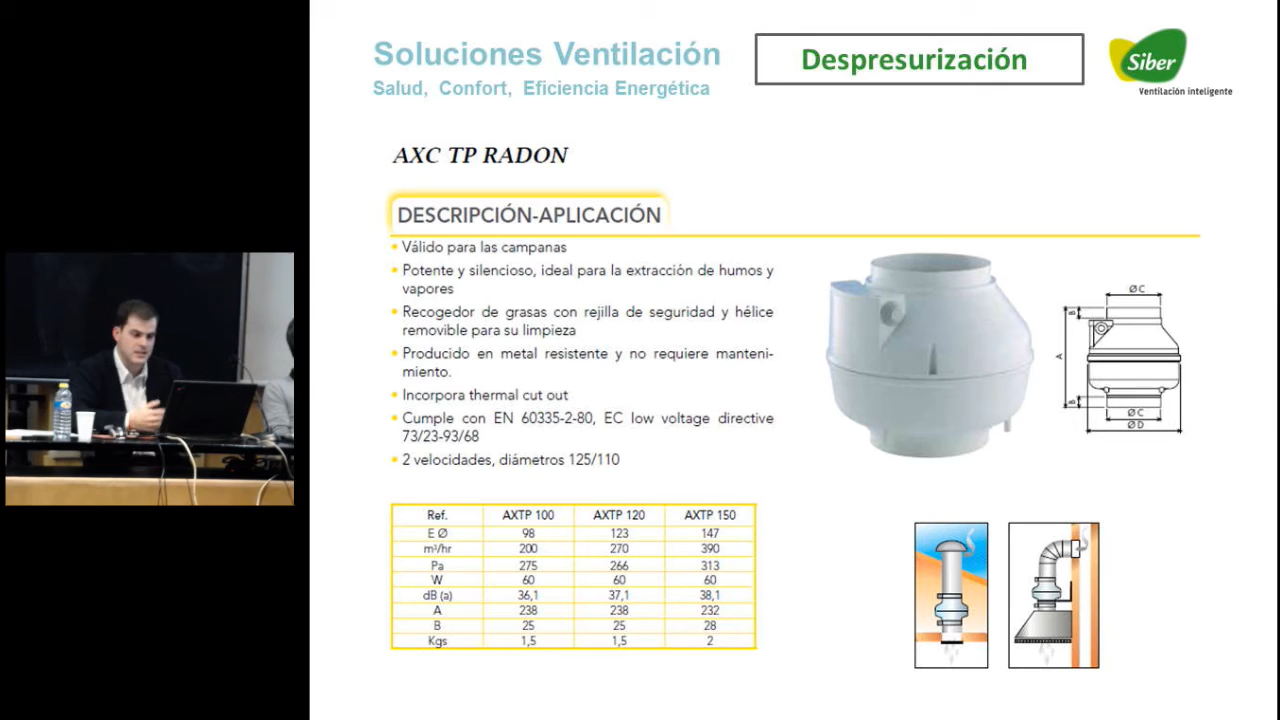 Soluciones Ventilación
Salud, Confort, Eficiencia Energética
Despresurización
Siber
Ventilación inteligente
AXC TP RADON
DESCRIPCIÓN-APLICACIÓN
• Válido para las campanas
• Potente y silencioso, ideal para la extracción de humos y
vapores
• Recogedor de grasas con rejilla de seguridad y hélice
removible para su limpieza
• Producido en metal resistente y no requiere manteni-
miento.
• Incorpora thermal cut out
• Cumple con EN 60335-2-80, EC low voltage directive
73/23-93/68
• 2 velocidades, diámetros 125/110
Ø C
B
A
B
Ø C
Ø D
Ref. AXTP 100 AXTP 120 AXTP 150
E Ø 98 123 147
m³/hr 200 270 390
Pa 275 266 313
W 60 60 60
dB (a) 36,1 37,1 38,1
A 238 238 232
B 25 25 28
Kgs 1,5 1,5 2